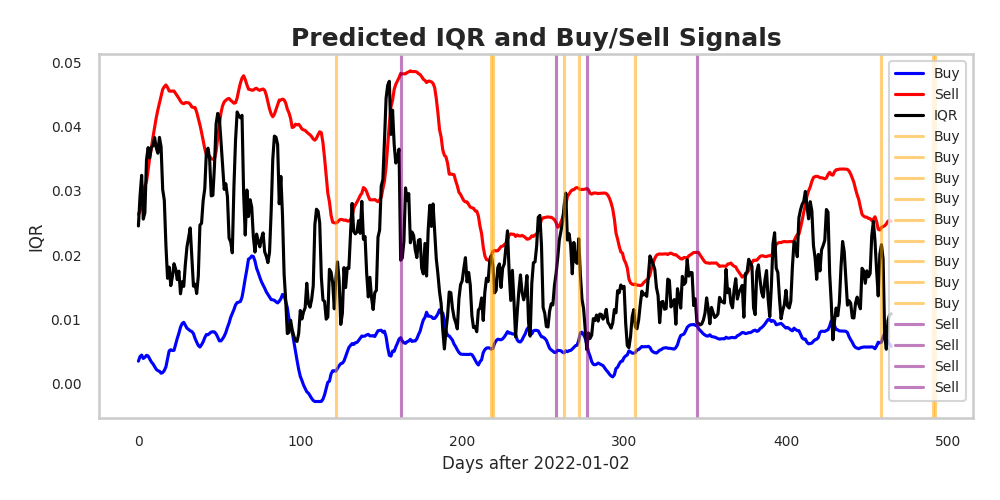 Predicted IQR and Buy/Sell Signals
0.05
0.04
0.03
0.02
0.01
0.00
IQR
0
100
200
300
400
500
Days after 2022-01-02
Buy
Sell
IQR
Buy
Buy
Buy
Buy
Buy
Buy
Buy
Buy
Buy
Sell
Sell
Sell
Sell